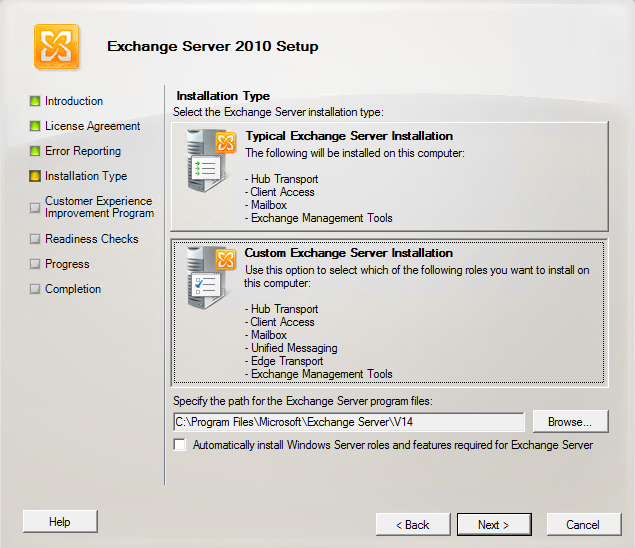 Exchange Server 2010 Setup
Introduction
License Agreement
Error Reporting
Installation Type
Customer Experience
Improvement Program
Readiness Checks
Progress
Completion
Installation Type
Select the Exchange Server installation type:
Typical Exchange Server Installation
The following will be installed on this computer:
- Hub Transport
- Client Access
- Mailbox
- Exchange Management Tools
Custom Exchange Server Installation
Use this option to select which of the following roles you want to install on
this computer:
- Hub Transport
- Client Access
- Mailbox
- Unified Messaging
- Edge Transport
- Exchange Management Tools
Specify the path for the Exchange Server program files:
C:\Program Files\Microsoft\Exchange Server\V14
Browse...
Automatically install Windows Server roles and features required for Exchange Server
Help
< Back
Next >
Cancel